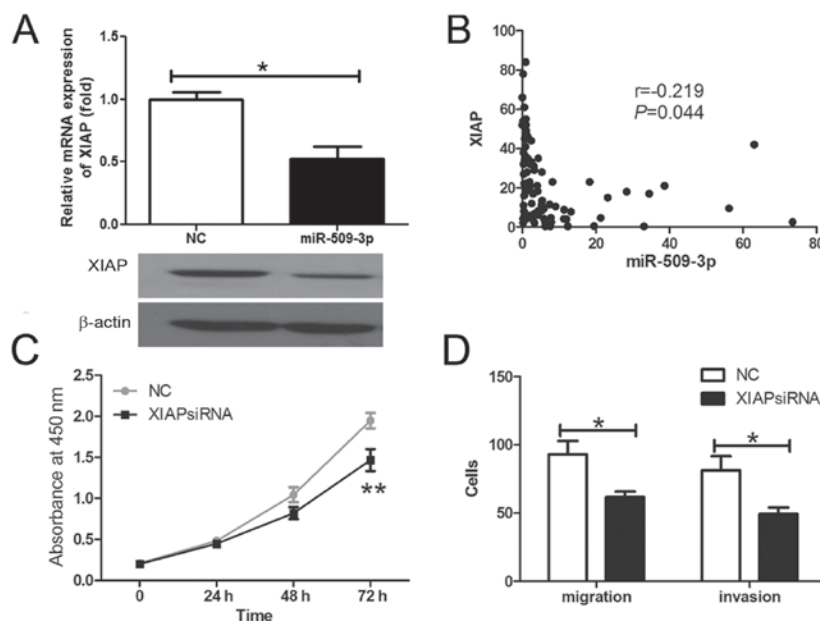 A
Relative mRNA expression
of XIAP (fold)
1.5
1.0
0.5
0.0
*
NC
miR-509-3p
XIAP
β-actin
B
XIAP
100
80
60
40
20
0
r=-0.219
P=0.044
0
20
40
60
80
miR-509-3p
C
Absorbance at 450 nm
2.5
2.0
1.5
1.0
0.5
0.0
NC
XIAPsiRNA
**
0
24 h
48 h
72 h
Time
D
Cells
150
100
50
0
NC
XIAPsiRNA
*
*
migration
invasion